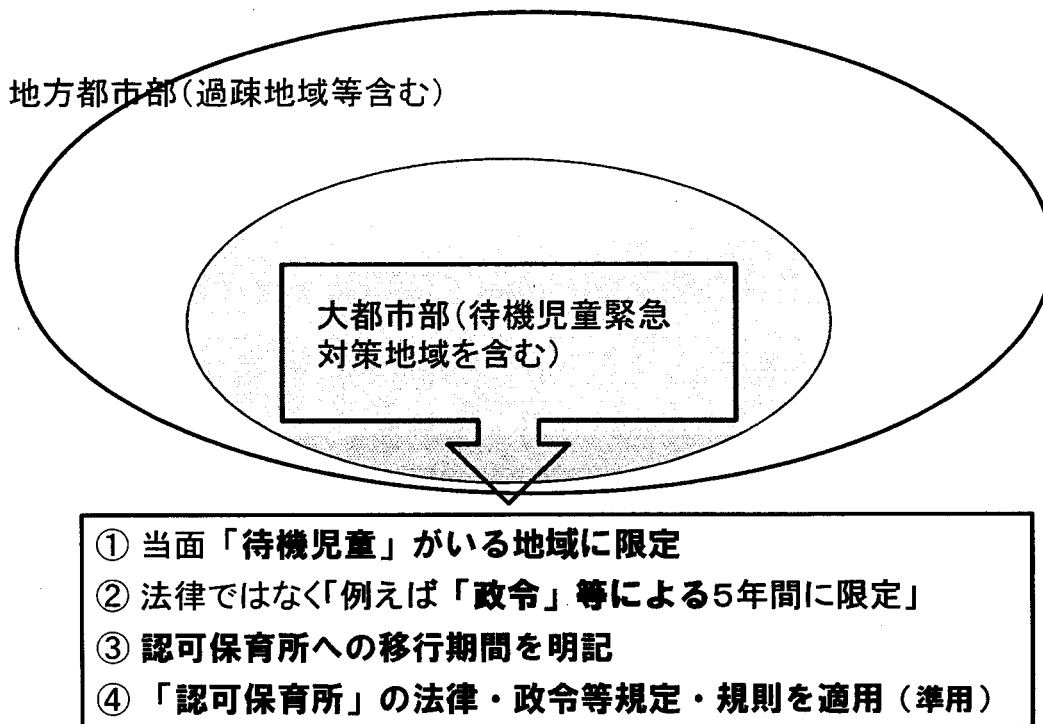 地方都市部(過疎地域等含む)
大都市部(待機児童緊急
対策地域を含む)
① 当面「待機児童」がいる地域に限定
② 法律ではなく「例えば「政令」等による5年間に限定」
③ 認可保育所への移行期間を明記
④ 「認可保育所」の法律・政令等規定・規則を適用(準用)